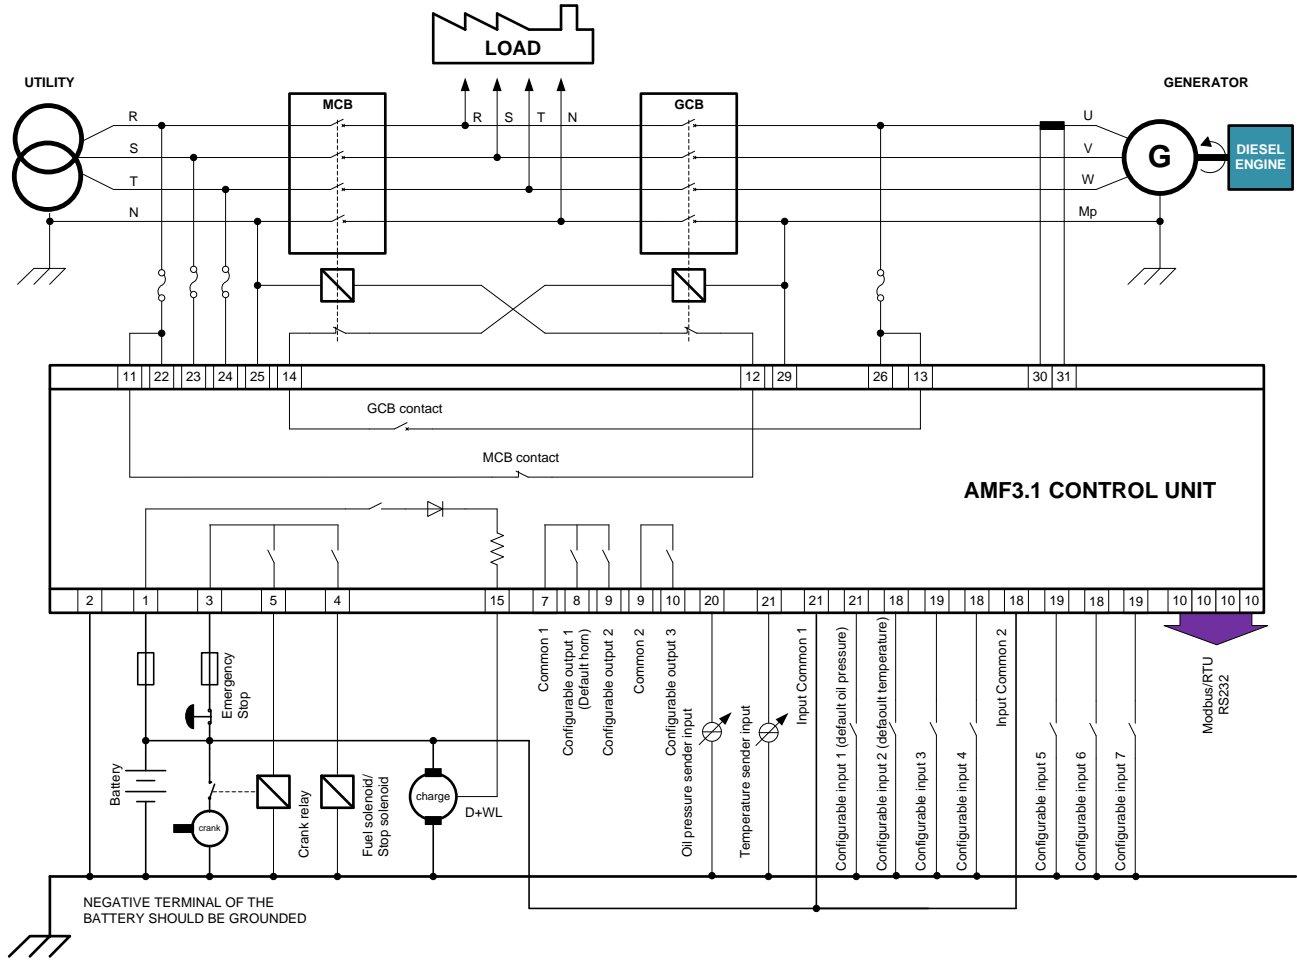 LOAD
UTILITY
MCB
GCB
GENERATOR
R
R
S
T
N
U
S
V
G
DIESEL
ENGINE
T
W
N
Mp
11
22
23
24
25
14
12
29
26
13
30
31
GCB contact
MCB contact
AMF3.1 CONTROL UNIT
2
1
3
5
4
15
7
8
9
9
10
20
21
21
21
18
19
18
18
19
18
19
10
10
10
10
Emergency
Stop
Common 1
Configurable output 1
(Default horn)
Configurable output 2
Common 2
Configurable output 3
Oil pressure sender input
Temperature sender input
Input Common 1
Configurable input 1 (default oil pressure)
Configurable input 2 (defaoult temperature)
Configurable input 3
Configurable input 4
Input Common 2
Configurable input 5
Configurable input 6
Configurable input 7
Modbus/RTU
RS232
Battery
crank
Crank relay
Fuel solenoid/
Stop solenoid
charge
D+WL
NEGATIVE TERMINAL OF THE
BATTERY SHOULD BE GROUNDED